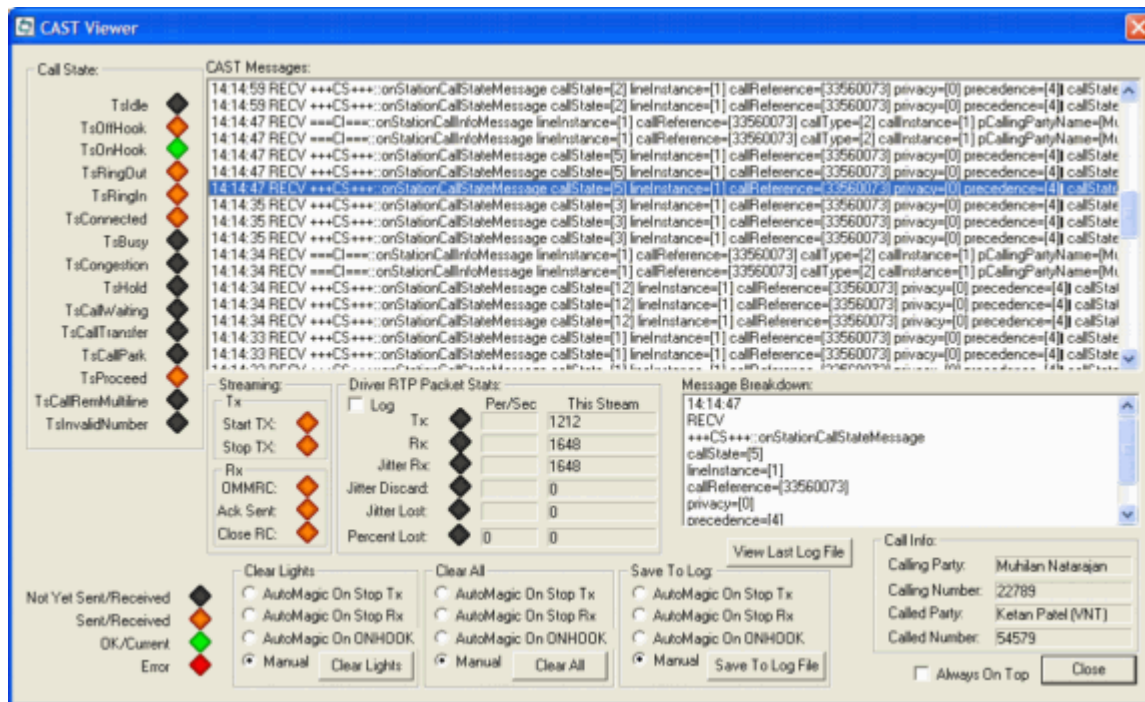 CAST Viewer
Call State:
TsIdle
TsOffHook
TsOnHook
TsRingOut
TsRingIn
TsConnected
TsBusy
TsCongestion
TsHold
TsCallWaiting
TsCallTransfer
TsCallPark
TsProceed
TsCallRemMultiline
TsInvalidNumber
CAST Messages:
14:14:59 RECV +++CS+++::onStationCallStateMessage callState=[2] lineInstance=[1] callReference=[33560073] privacy=[0] precedence=[4]| callState
14:14:59 RECV +++CS+++::onStationCallStateMessage callState=[2] lineInstance=[1] callReference=[33560073] privacy=[0] precedence=[4]| callState
14:14:47 RECV ===CI===::onStationCallInfoMessage lineInstance=[1] callReference=[33560073] callType=[2] callInstance=[1] pCallingPartyName=[Mu
14:14:47 RECV ===CI===::onStationCallInfoMessage lineInstance=[1] callReference=[33560073] callType=[2] callInstance=[1] pCallingPartyName=[Mu
14:14:47 RECV +++CS+++::onStationCallStateMessage callState=[5] lineInstance=[1] callReference=[33560073] privacy=[0] precedence=[4]| callState
14:14:47 RECV +++CS+++::onStationCallStateMessage callState=[5] lineInstance=[1] callReference=[33560073] privacy=[0] precedence=[4]| callState
14:14:47 RECV +++CS+++::onStationCallStateMessage callState=[5] lineInstance=[1] callReference=[33560073] privacy=[0] precedence=[4]| callState
14:14:35 RECV +++CS+++::onStationCallStateMessage callState=[3] lineInstance=[1] callReference=[33560073] privacy=[0] precedence=[4]| callState
14:14:35 RECV +++CS+++::onStationCallStateMessage callState=[3] lineInstance=[1] callReference=[33560073] privacy=[0] precedence=[4]| callState
14:14:35 RECV +++CS+++::onStationCallStateMessage callState=[3] lineInstance=[1] callReference=[33560073] privacy=[0] precedence=[4]| callState
14:14:34 RECV ===CI===::onStationCallInfoMessage lineInstance=[1] callReference=[33560073] callType=[2] callInstance=[1] pCallingPartyName=[Mu
14:14:34 RECV ===CI===::onStationCallInfoMessage lineInstance=[1] callReference=[33560073] callType=[2] callInstance=[1] pCallingPartyName=[Mu
14:14:34 RECV +++CS+++::onStationCallStateMessage callState=[12] lineInstance=[1] callReference=[33560073] privacy=[0] precedence=[4]| callStat
14:14:34 RECV +++CS+++::onStationCallStateMessage callState=[12] lineInstance=[1] callReference=[33560073] privacy=[0] precedence=[4]| callStat
14:14:34 RECV +++CS+++::onStationCallStateMessage callState=[12] lineInstance=[1] callReference=[33560073] privacy=[0] precedence=[4]| callStat
14:14:33 RECV +++CS+++::onStationCallStateMessage callState=[1] lineInstance=[1] callReference=[33560073] privacy=[0] precedence=[4]| callState
14:14:33 RECV +++CS+++::onStationCallStateMessage callState=[1] lineInstance=[1] callReference=[33560073] privacy=[0] precedence=[4]| callState
Streaming:
Tx
Start TX:
Stop TX:
Rx
OMMRC:
Ack Sent:
Close RC:
Driver RTP Packet Stats:
Log Per/Sec This Stream
Tx: 1212
Rx: 1648
Jitter Rx: 1648
Jitter Discard: 0
Jitter Lost: 0
Percent Lost: 0 0
Message Breakdown:
14:14:47
RECV
+++CS+++::onStationCallStateMessage
callState=[5]
lineInstance=[1]
callReference=[33560073]
privacy=[0]
precedence=[4]
View Last Log File
Not Yet Sent/Received
Sent/Received
OK/Current
Error
Clear Lights
AutoMagic On Stop Tx
AutoMagic On Stop Rx
AutoMagic On ONHOOK
Manual Clear Lights
Clear All
AutoMagic On Stop Tx
AutoMagic On Stop Rx
AutoMagic On ONHOOK
Manual Clear All
Save To Log:
AutoMagic On Stop Tx
AutoMagic On Stop Rx
AutoMagic On ONHOOK
Manual Save To Log File
Call Info:
Calling Party: Muhilan Natarajan
Calling Number: 22789
Called Party: Ketan Patel (VNT)
Called Number: 54579
Always On Top Close